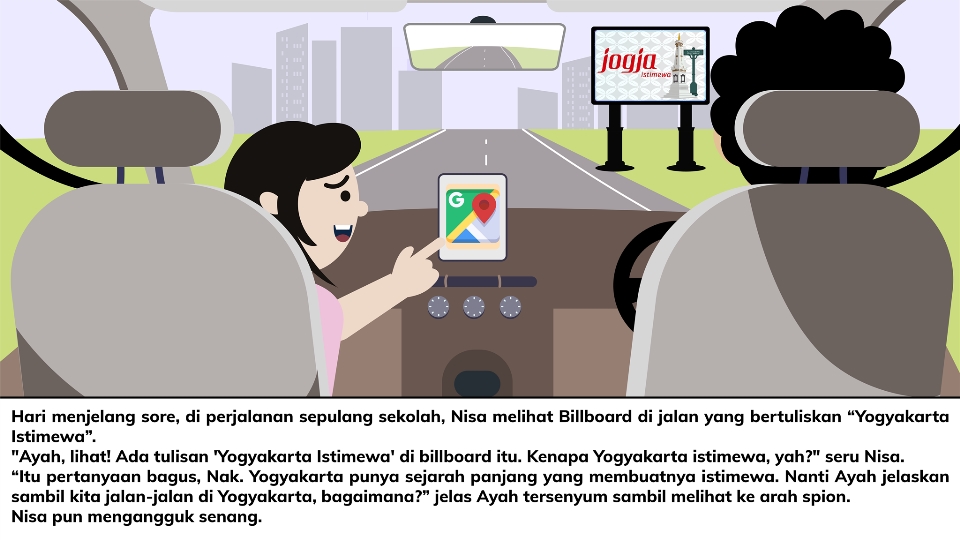 jogja
istimewa
G
Hari menjelang sore, di perjalanan sepulang sekolah, Nisa melihat Billboard di jalan yang bertuliskan “Yogyakarta
Istimewa”.
"Ayah, lihat! Ada tulisan 'Yogyakarta Istimewa' di billboard itu. Kenapa Yogyakarta istimewa, yah?" seru Nisa.
“Itu pertanyaan bagus, Nak. Yogyakarta punya sejarah panjang yang membuatnya istimewa. Nanti Ayah jelaskan
sambil kita jalan-jalan di Yogyakarta, bagaimana?” jelas Ayah tersenyum sambil melihat ke arah spion.
Nisa pun mengangguk senang.